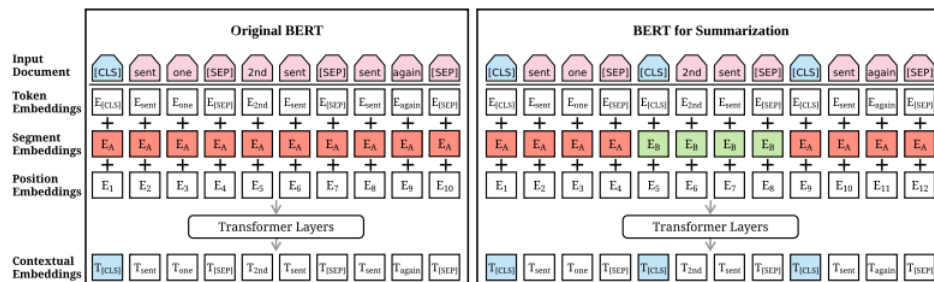 Original BERT
BERT for Summarization
Input Document [CLS] sent one [SEP] 2nd sent [SEP] sent again [SEP] [CLS] sent one [SEP] [CLS] 2nd sent [SEP] [CLS] sent again [SEP]
Token Embeddings E[CLS] Esent Eone E[SEP] E2nd Esent E[SEP] Esent Eagain E[SEP] E[CLS] Esent Eone E[SEP] E[CLS] E2nd Esent E[SEP] E[CLS] Esent Eagain E[SEP]
+ + + + + + + + + + + + + + + + + + + + + +
Segment Embeddings EA EA EA EA EA EA EA EA EA EA EA EA EA EA EB EB EB EB EA EA EA EA
+ + + + + + + + + + + + + + + + + + + + + +
Position Embeddings E1 E2 E3 E4 E5 E6 E7 E8 E9 E10 E1 E2 E3 E4 E5 E6 E7 E8 E9 E10 E11 E12
Transformer Layers
Transformer Layers
Contextual Embeddings T[CLS] Tsent Tone T[SEP] T2nd Tsent T[SEP] Tsent Tagain T[SEP] T[CLS] Tsent Tone T[SEP] T[CLS] T2nd Tsent T[SEP] T[CLS] Tsent Tagain T[SEP]